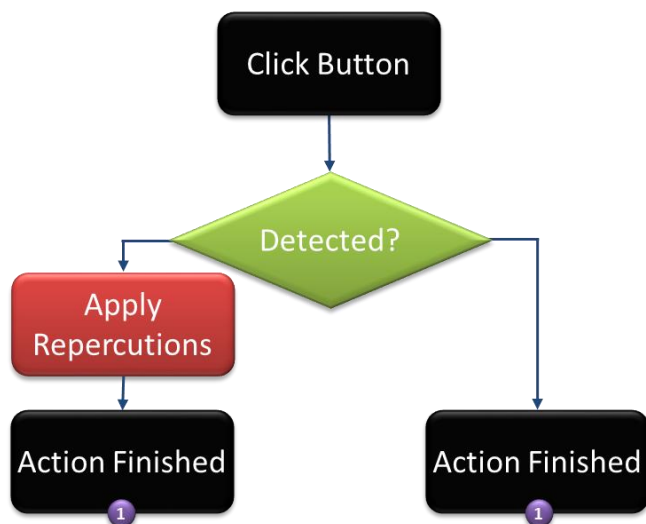 Click Button
Detected?
Apply
Repercutions
Action Finished
Action Finished
1
1